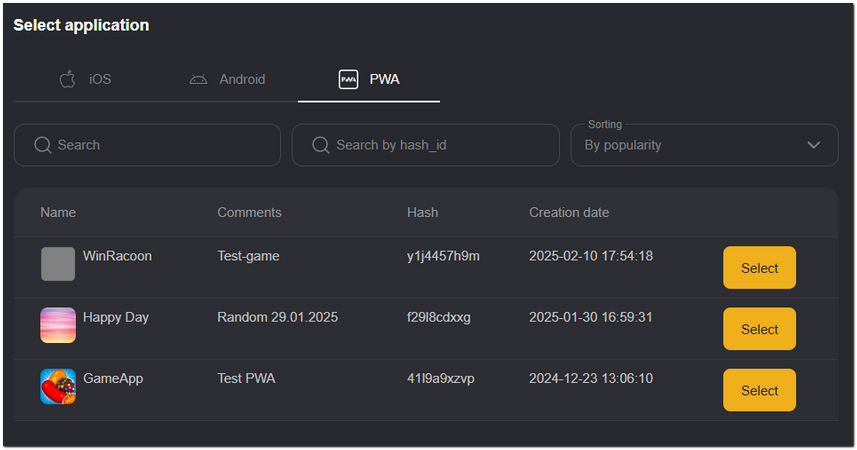 Select application
iOS Android PWA PWA
Sorting
Search Search by hash_id By popularity
Name Comments Hash Creation date
WinRacoon Test-game y1j4457h9m 2025-02-10 17:54:18 Select
Happy Day Random 29.01.2025 f29l8cdxxg 2025-01-30 16:59:31 Select
GameApp Test PWA 41l9a9xzvp 2024-12-23 13:06:10 Select